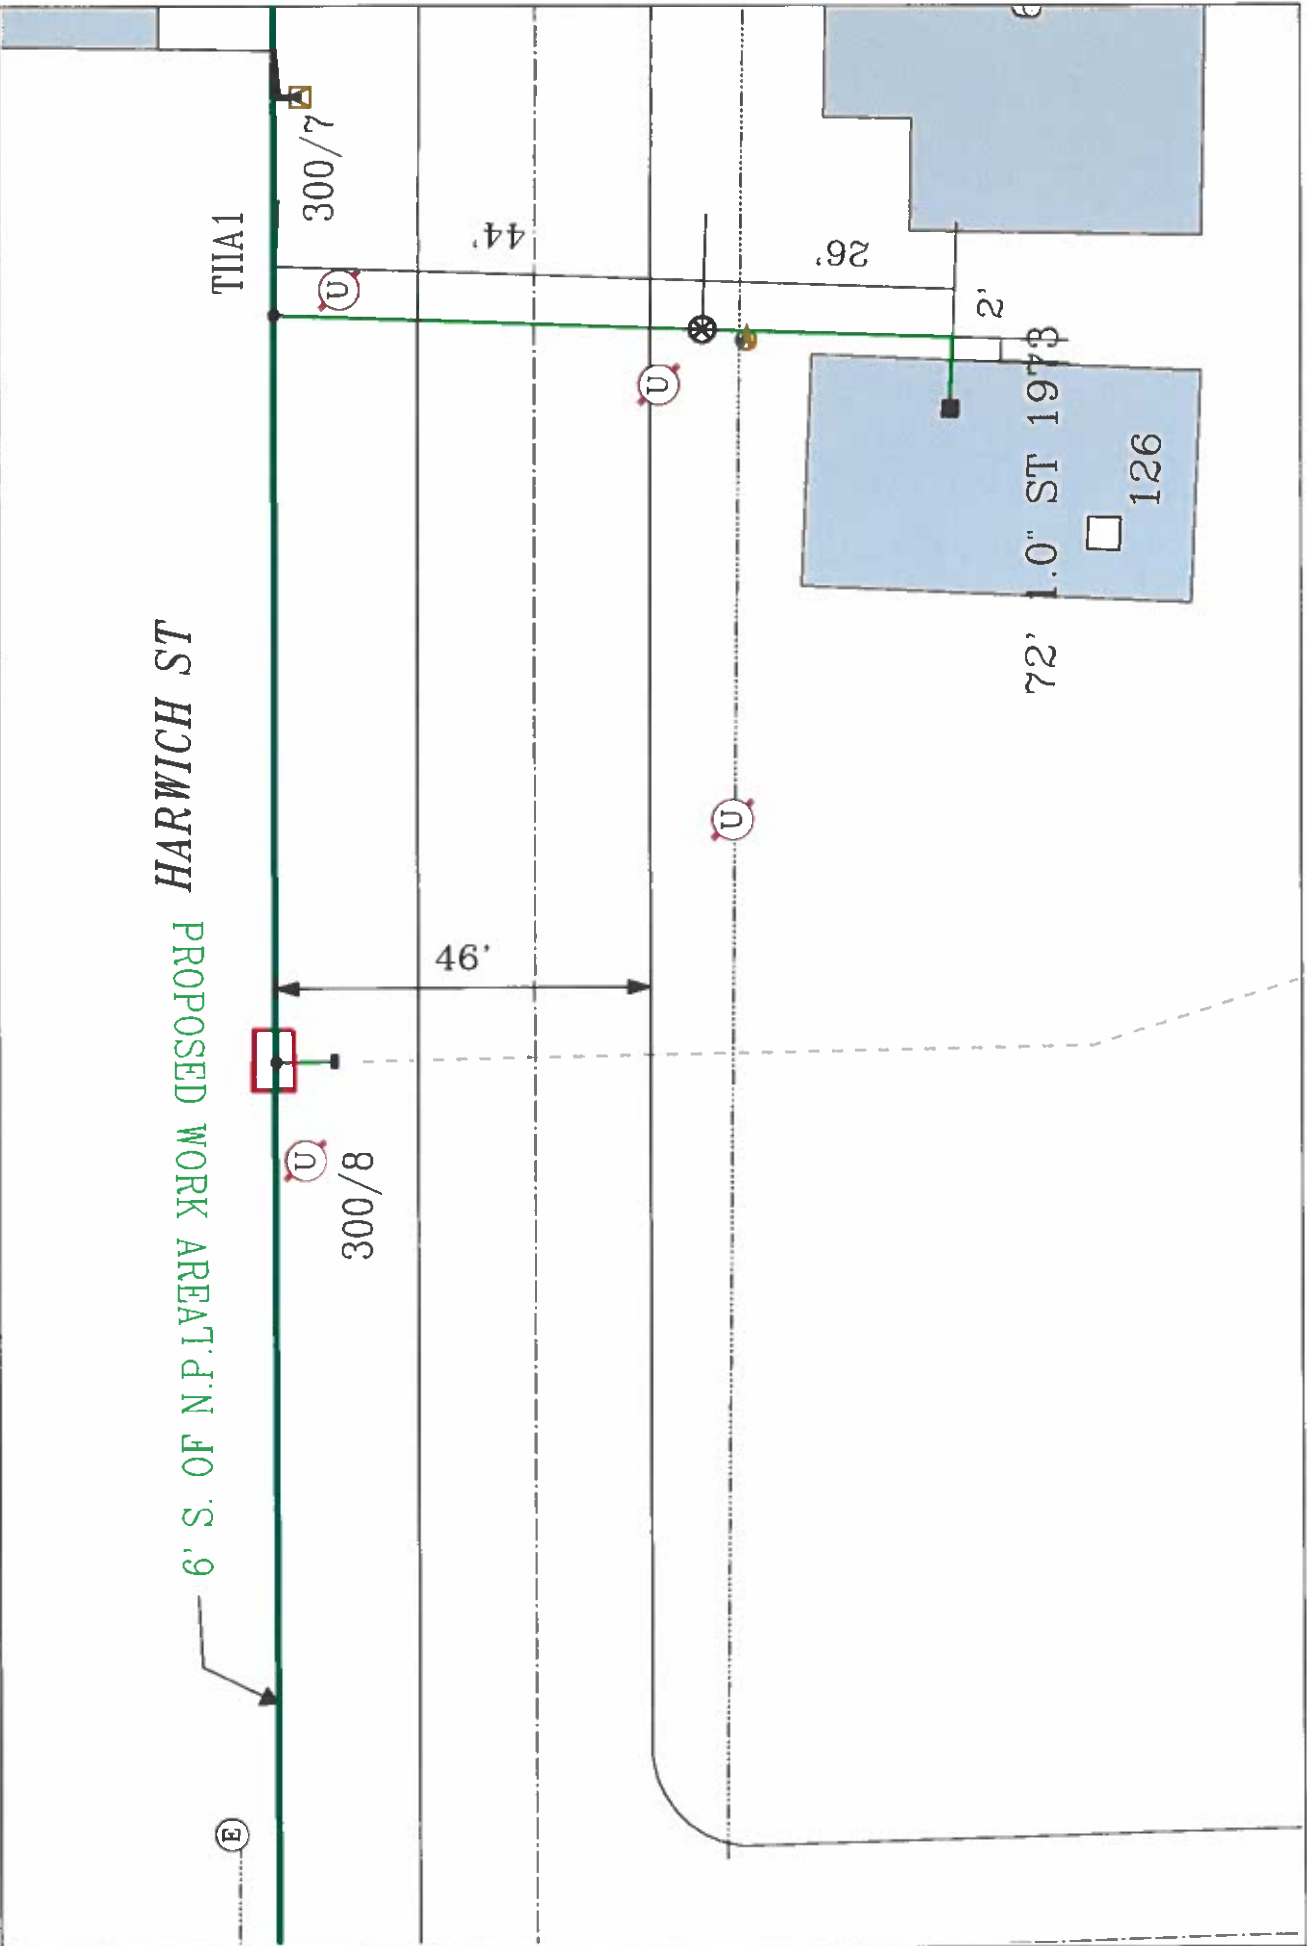 300/7
TIIA1
44'
26'
2'
1.0" ST 1973
126
72'
HARWICH ST
PROPOSED WORK AREA
6' S. OF N.P.L.
46'
300/8
U
U
U
U
E